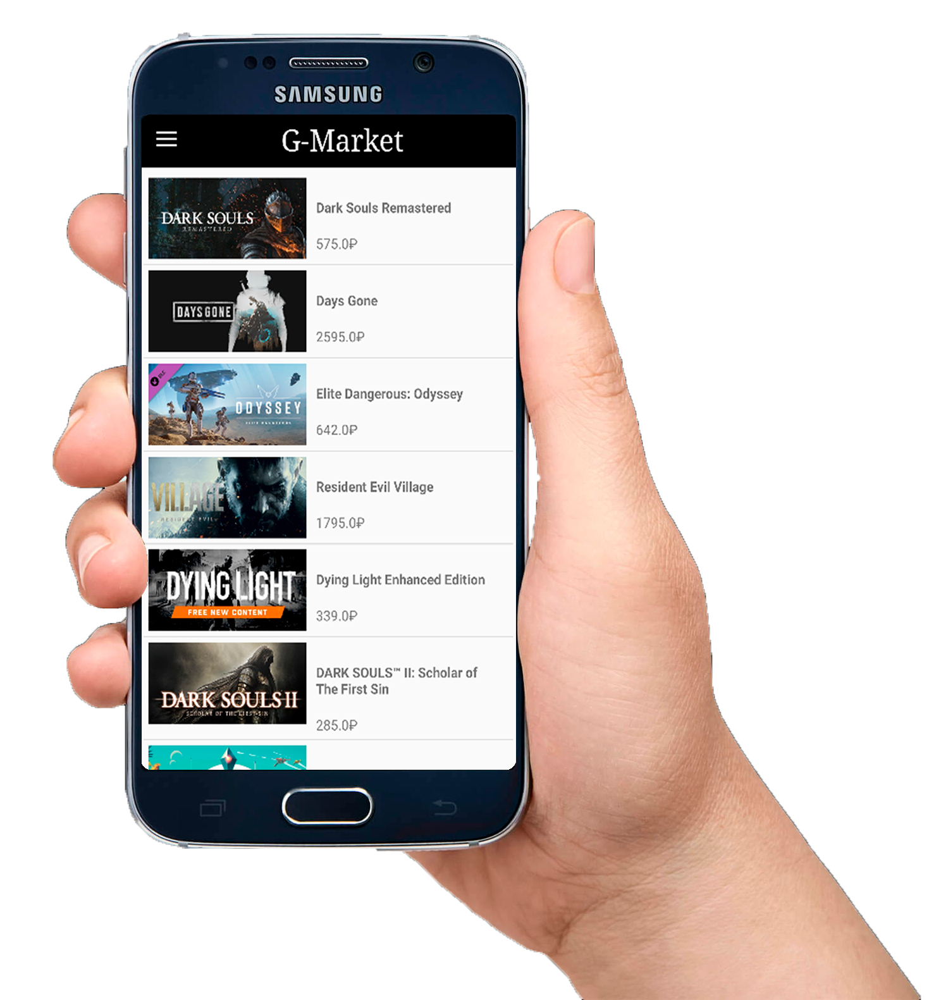 SAMSUNG
G-Market
DARK SOULS
REMASTERED
Dark Souls Remastered
575.0₽
DAYS GONE
Days Gone
2595.0₽
DLC
ODYSSEY
ELITE DANGEROUS
Elite Dangerous: Odyssey
642.0₽
VILLAGE
RESIDENT EVIL
Resident Evil Village
1795.0₽
DYING LIGHT
FREE NEW CONTENT
Dying Light Enhanced Edition
339.0₽
DARK SOULS II
SCHOLAR OF THE FIRST SIN
DARK SOULS™ II: Scholar of
The First Sin
285.0₽